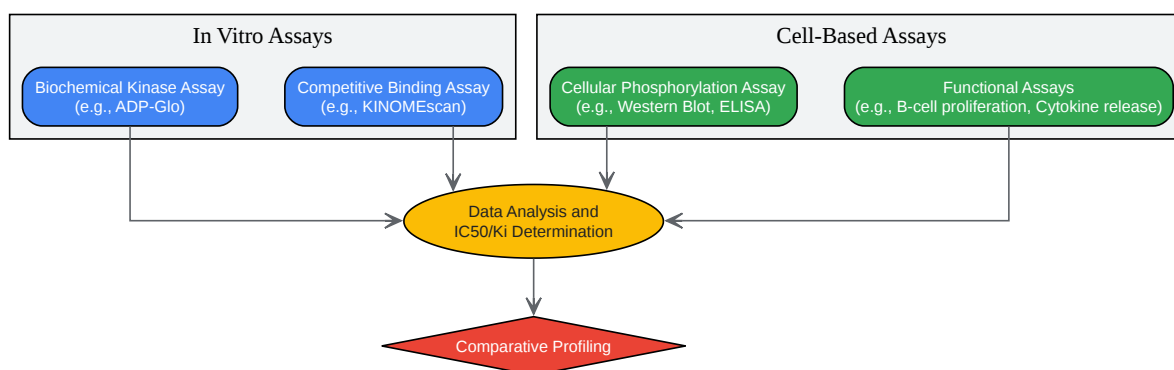 In Vitro Assays
Biochemical Kinase Assay
(e.g., ADP-Glo)
Competitive Binding Assay
(e.g., KINOMEscan)
Cell-Based Assays
Cellular Phosphorylation Assay
(e.g., Western Blot, ELISA)
Functional Assays
(e.g., B-cell proliferation, Cytokine release)
Data Analysis and
IC50/Ki Determination
Comparative Profiling